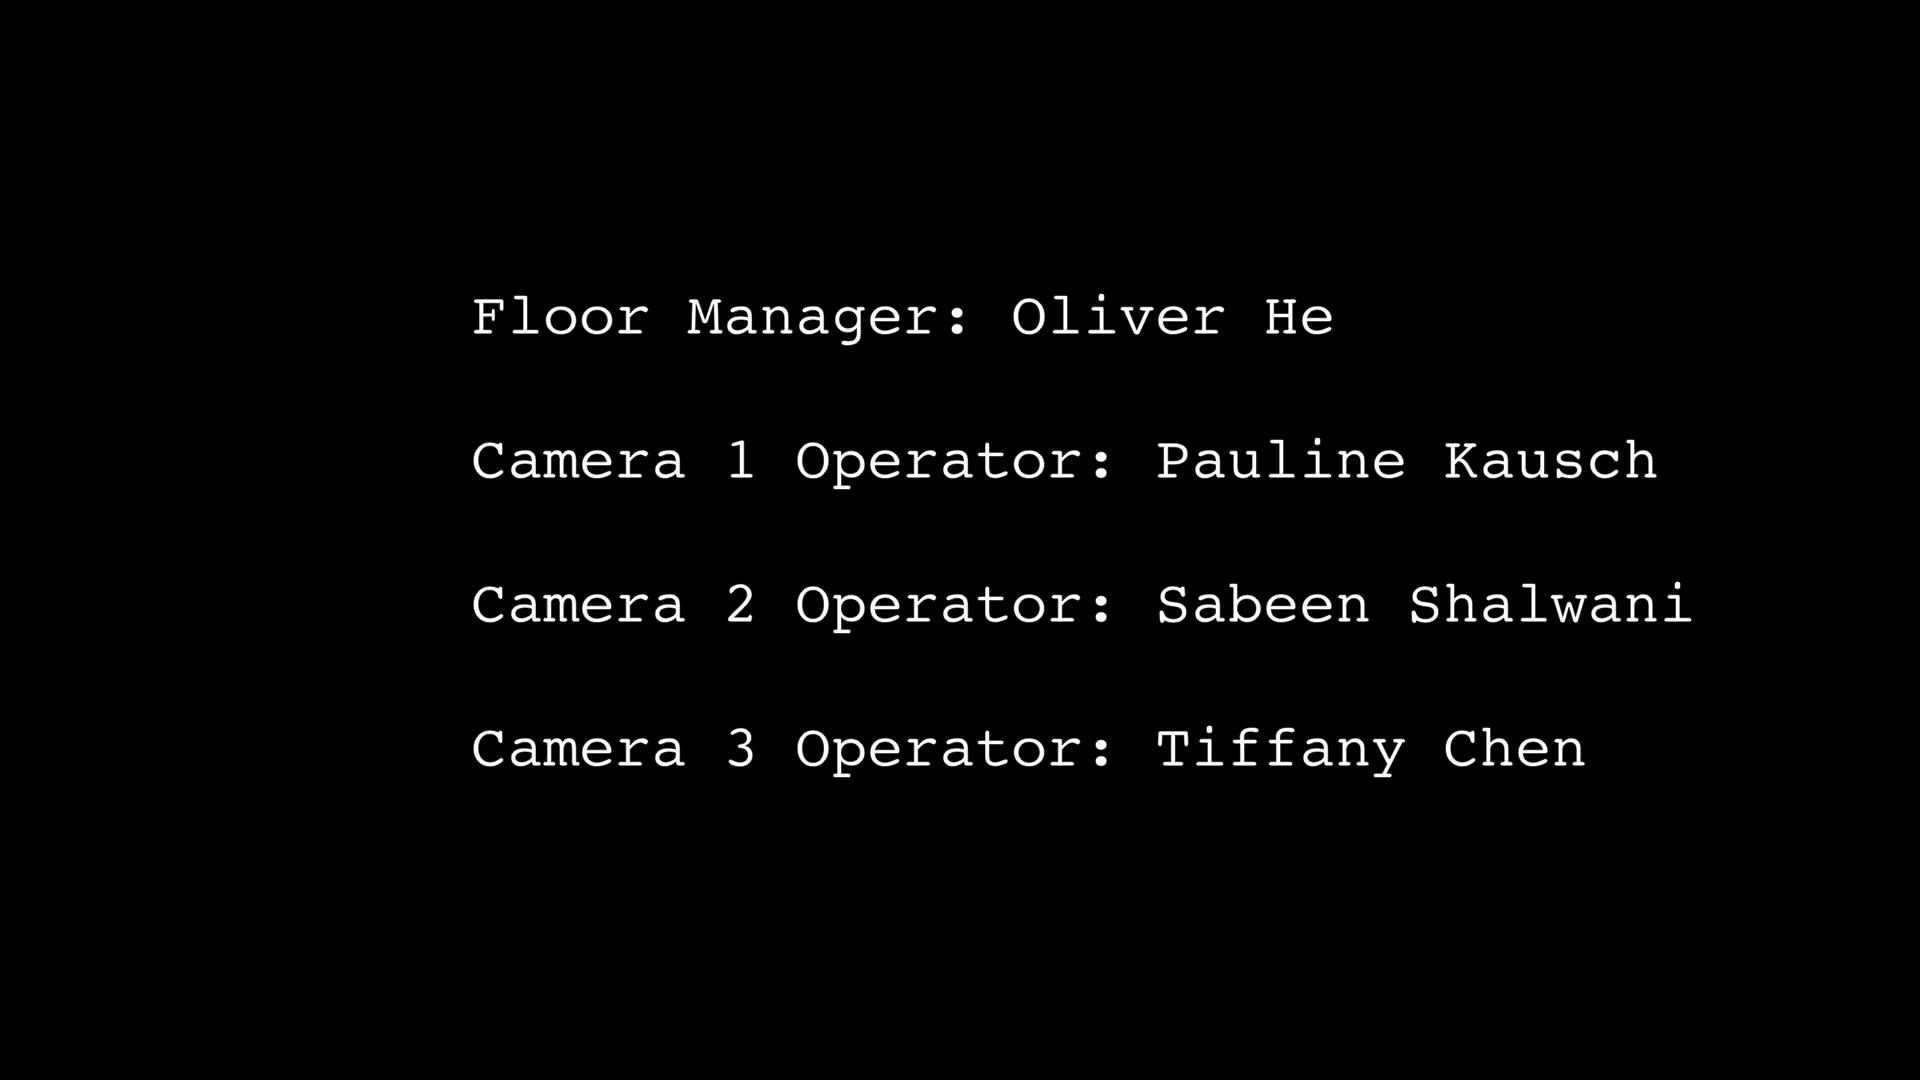 Floor Manager: Oliver He
Camera 1 Operator: Pauline Kausch
Camera 2 Operator: Sabeen Shalwani
Camera 3 Operator: Tiffany Chen